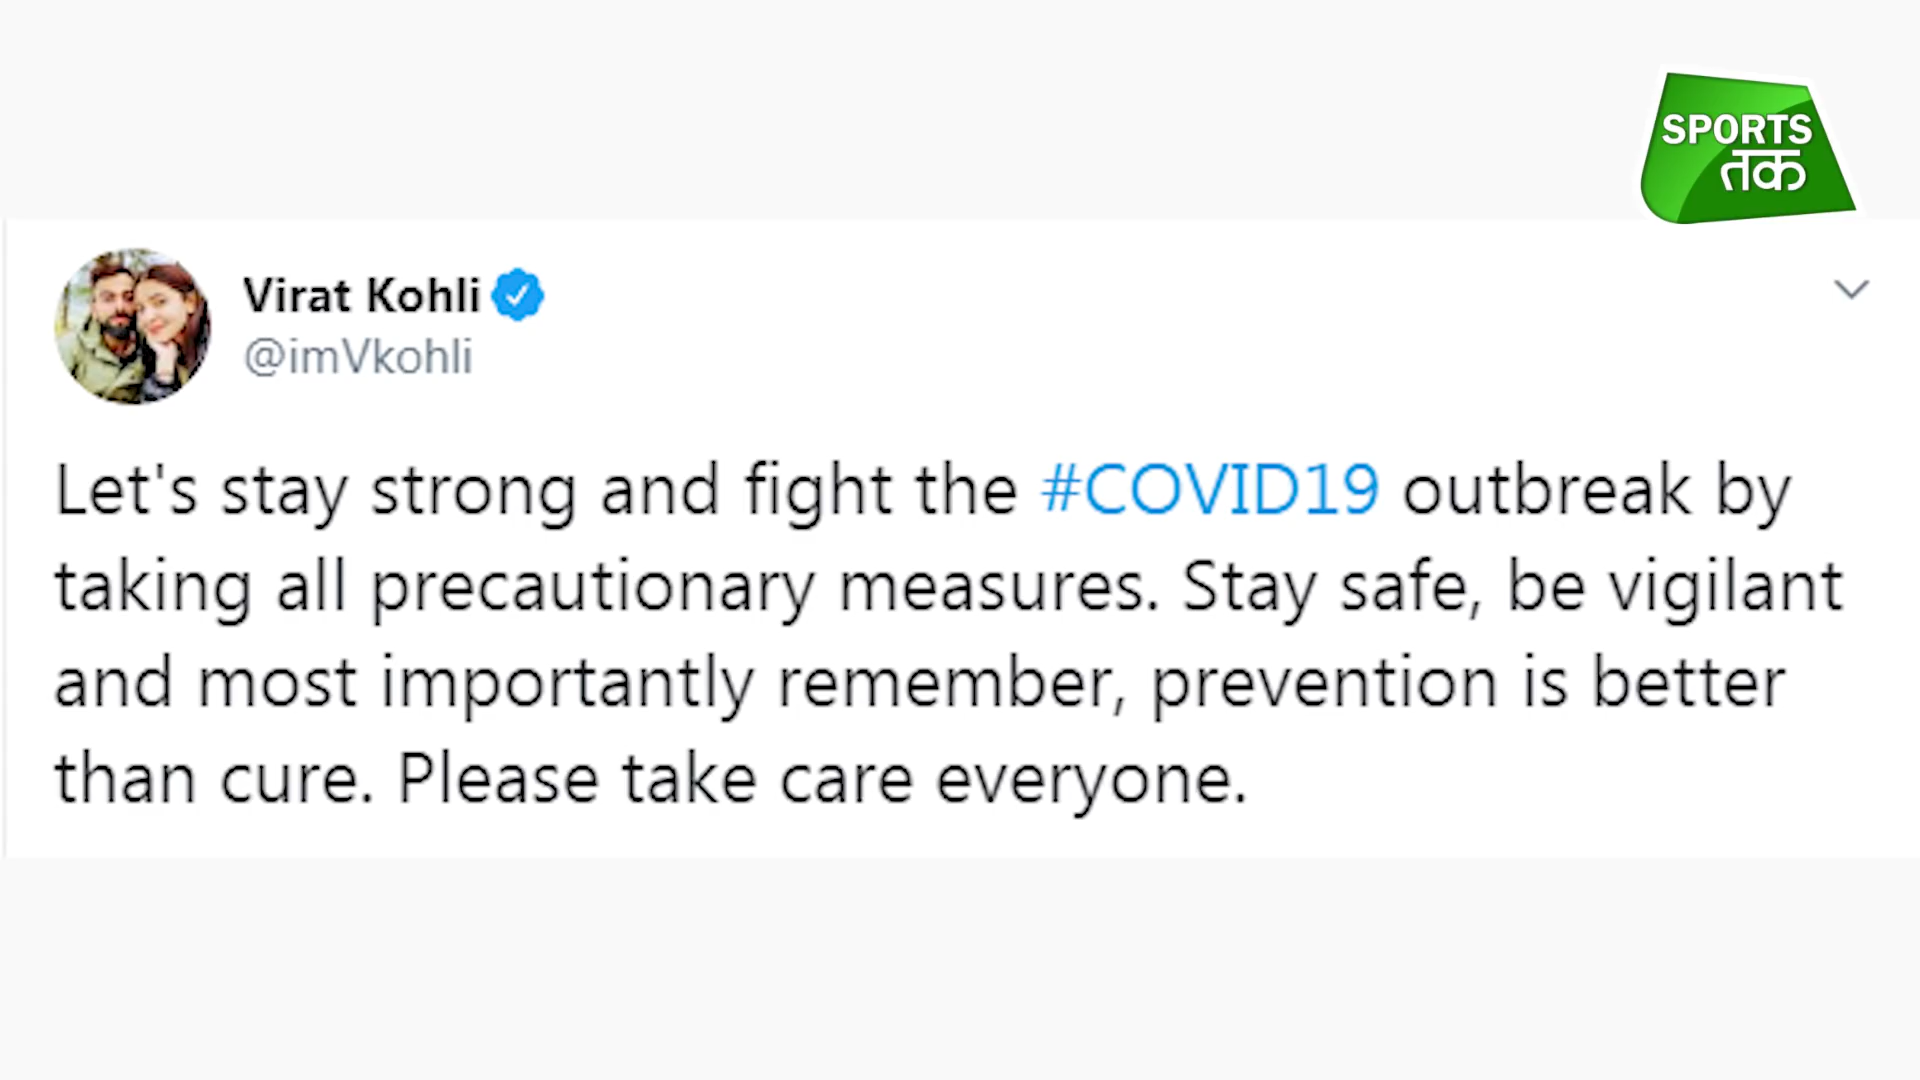 SPORTS
तक
Virat Kohli
@imVkohli
Let's stay strong and fight the #COVID19 outbreak by
taking all precautionary measures. Stay safe, be vigilant
and most importantly remember, prevention is better
than cure. Please take care everyone.